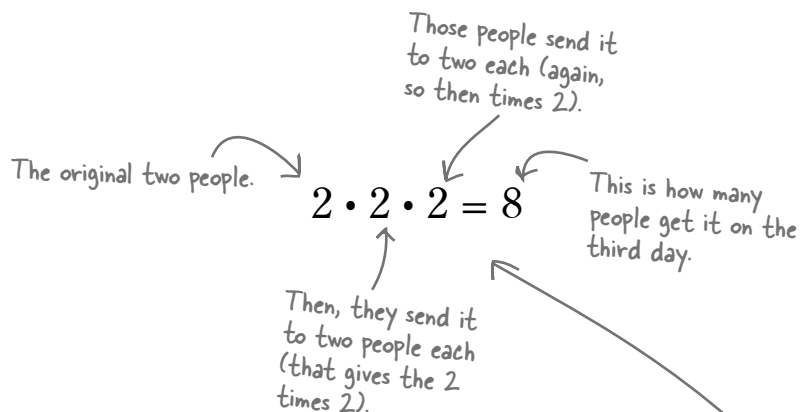 Those people send it
to two each (again,
so then times 2).
The original two people.
2 • 2 • 2 = 8
This is how many
people get it on the
third day.
Then, they send it
to two people each
(that gives the 2
times 2).